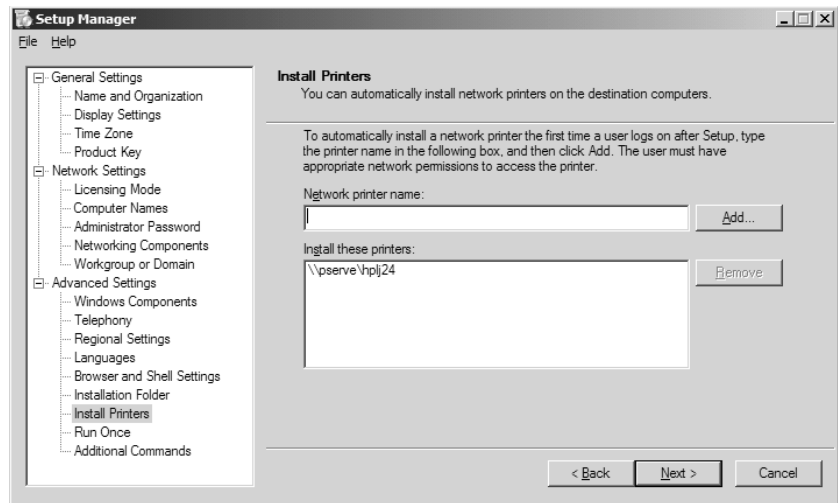 Setup Manager
File Help
General Settings
Name and Organization
Display Settings
Time Zone
Product Key
Network Settings
Licensing Mode
Computer Names
Administrator Password
Networking Components
Workgroup or Domain
Advanced Settings
Windows Components
Telephony
Regional Settings
Languages
Browser and Shell Settings
Installation Folder
Install Printers
Run Once
Additional Commands
Install Printers
You can automatically install network printers on the destination computers.
To automatically install a network printer the first time a user logs on after Setup, type
the printer name in the following box, and then click Add. The user must have
appropriate network permissions to access the printer.
Network printer name:
Add...
Install these printers:
\\pserve\hplj24
Remove
< Back Next > Cancel